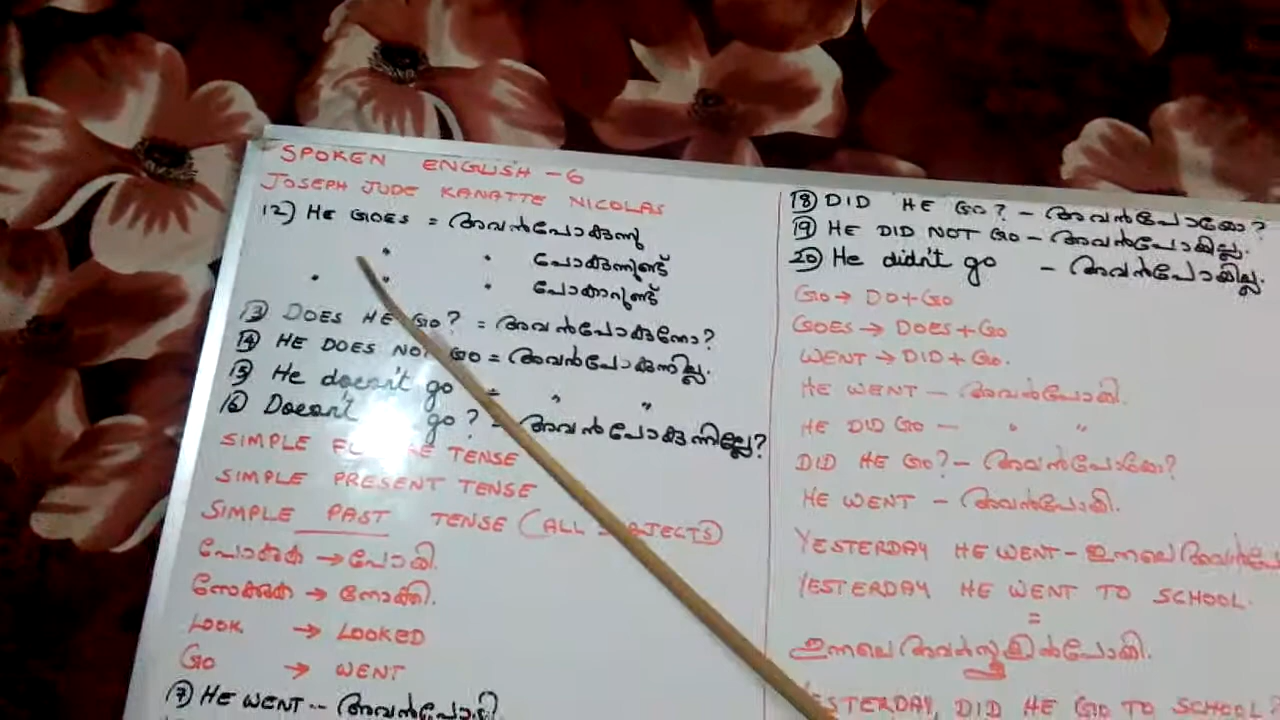 SPOKEN ENGLISH - 6
JOSEPH JUDE KANATTE NICOLAS
12) HE GOES = അവൻപോകുന്നു
" " പോകുന്നുണ്ട്
" " " പോകാറുണ്ട്
13 DOES HE GO? = അവൻപോകുന്നോ?
14 HE DOES NOT GO = അവൻപോകുന്നില്ല.
15 He doesn't go = " "
16 Doesn't go? - അവൻപോകുന്നില്ലേ?
SIMPLE TENSE
SIMPLE PRESENT TENSE
SIMPLE PAST TENSE (ALL
പോകുക → പോയി.
നോക്കുക → നോക്കി.
LOOK → LOOKED
GO → WENT
17 HE WENT -- അവൻപോയി
18 DID HE GO? - അവൻപോയോ?
19 HE DID NOT GO - അവൻപോയില്ല.
20 He didn't go - അവൻപോയില്ല.
GO → DO+GO
GOES → DOES+GO
WENT → DID+GO.
HE WENT - അവൻപോയി.
HE DID GO - " "
DID HE GO? - അവൻപോയോ?
HE WENT - അവൻപോയി.
YESTERDAY HE WENT - ഇന്നലെ
YESTERDAY HE WENT TO SCHOOL.
=
ഇന്നലെ അവൻസ്കൂളിൽപോയി.
YESTERDAY, DID HE GO TO SCHOOL?